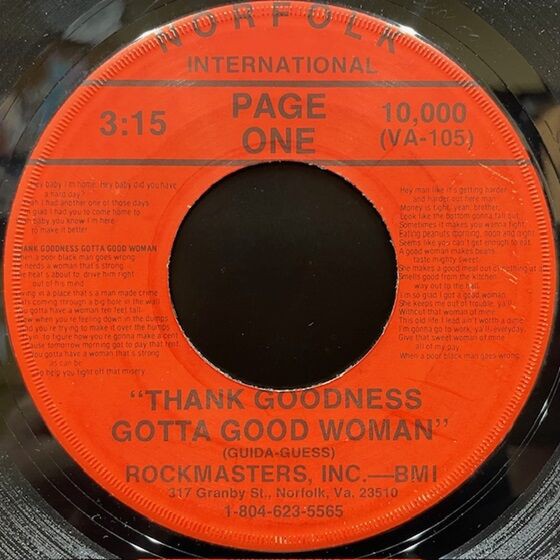 NORFOLK
INTERNATIONAL
3:15
PAGE
ONE
10,000
(VA-105)
Hey baby I'm home. Hey baby did you have
a hard day?
I had another one of those days
I'm glad I had you to come home to
baby you know I'm here
to make it better
THANK GOODNESS GOTTA GOOD WOMAN
When a poor black man goes wrong
needs a woman that's strong
hear's about to drive him right
out of his mind
in a place that's a man made crime
coming through a big hole in the wall
gotta have a woman ten feet tall
when you're feeling down in the dumps
you're trying to make it over the humps
to figure how you're gonna make a cent
'cause tomorrow morning got to pay that tent
You gotta have a woman that's strong
as can be
to help you fight off that misery
Hey man like it's getting harder
and harder out here man
Money is tight, yeah, brother,
Look like the bottom gonna fall out
Sometimes it makes you wanna fight
Eating peanuts morning, noon and night
Seems like you can't get enough to eat
A good woman makes beans
taste mighty sweet
She makes a good meal out of nothing at
Smells good from the kitchen
way out to the hall
I'm so glad I got a good woman
She keeps me out of trouble, ya'll
Without that woman of mine
This old life I lead ain't worth a dime
I'm gonna go to work, ya'll everyday
Give that sweet woman of mine
all of my pay
When a poor black man goes wrong
"THANK GOODNESS
GOTTA GOOD WOMAN"
(GUIDA-GUESS)
ROCKMASTERS, INC.—BMI
317 Granby St., Norfolk, Va. 23510
1-804-623-5565